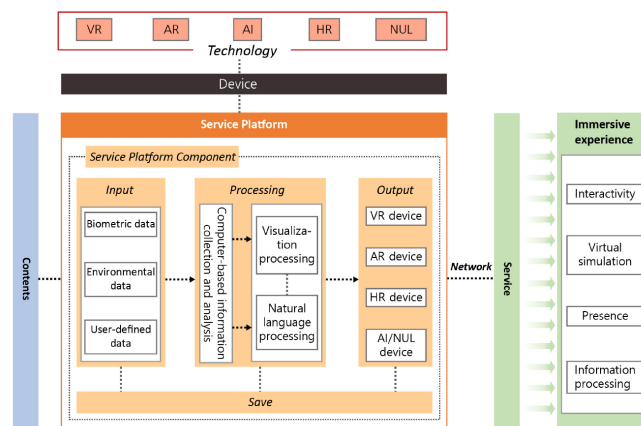 VR
AR
AI
HR
NUL
Technology
Device
Service Platform
Service Platform Component
Input
Biometric data
Environmental
data
User-defined
data
Processing
Computer-based information
collection and analysis
Visualiza-
tion
processing
Natural
language
processing
Output
VR device
AR device
HR device
AI/NUL
device
Save
Contents
Network
Service
Immersive
experience
Interactivity
Virtual
simulation
Presence
Information
processing